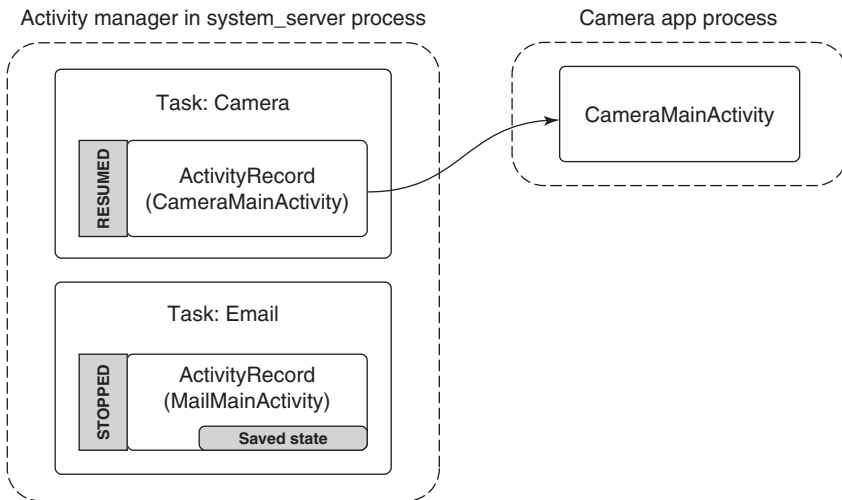 Activity manager in system_server process
Camera app process
Task: Camera
RESUMED
ActivityRecord
(CameraMainActivity)
CameraMainActivity
Task: Email
STOPPED
ActivityRecord
(MailMainActivity)
Saved state